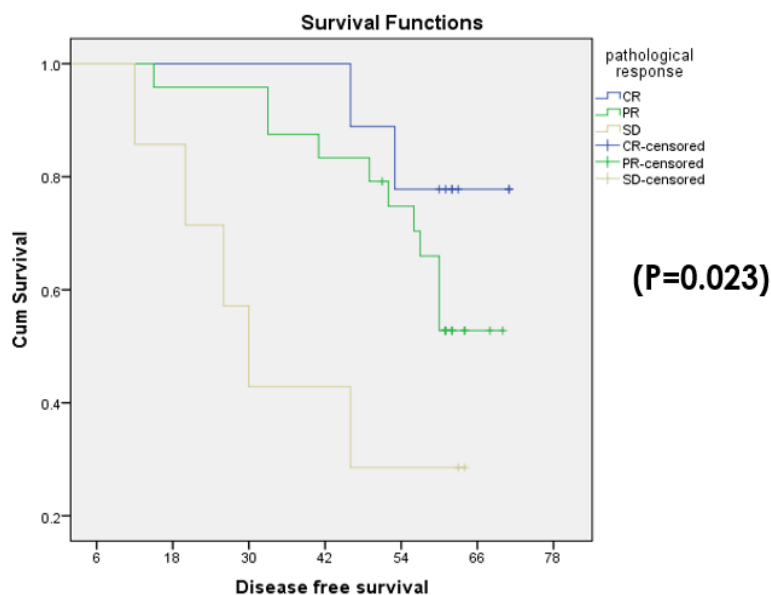 Survival Functions
pathological
response
CR
PR
SD
CR-censored
PR-censored
SD-censored
(P=0.023)
Cum Survival
1.0
0.8
0.6
0.4
0.2
6 18 30 42 54 66 78
Disease free survival